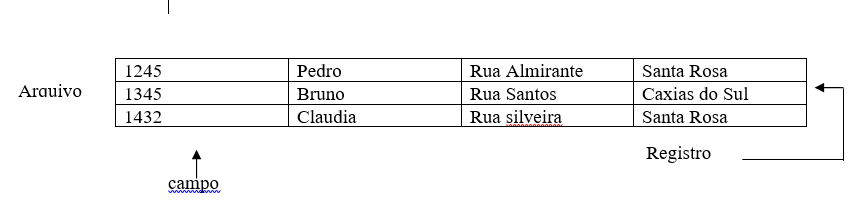 1245 Pedro Rua Almirante Santa Rosa
Arquivo 1345 Bruno Rua Santos Caxias do Sul
1432 Claudia Rua silveira Santa Rosa
Registro
campo